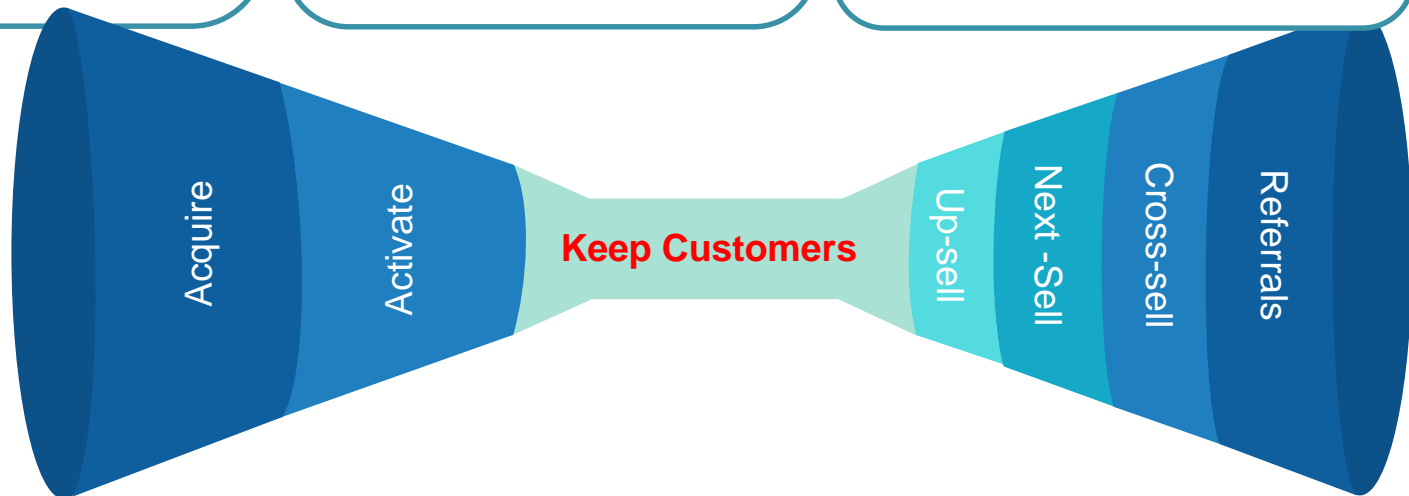 Acquire
Activate
Keep Customers
Up-sell
Next -Sell
Cross-sell
Referrals